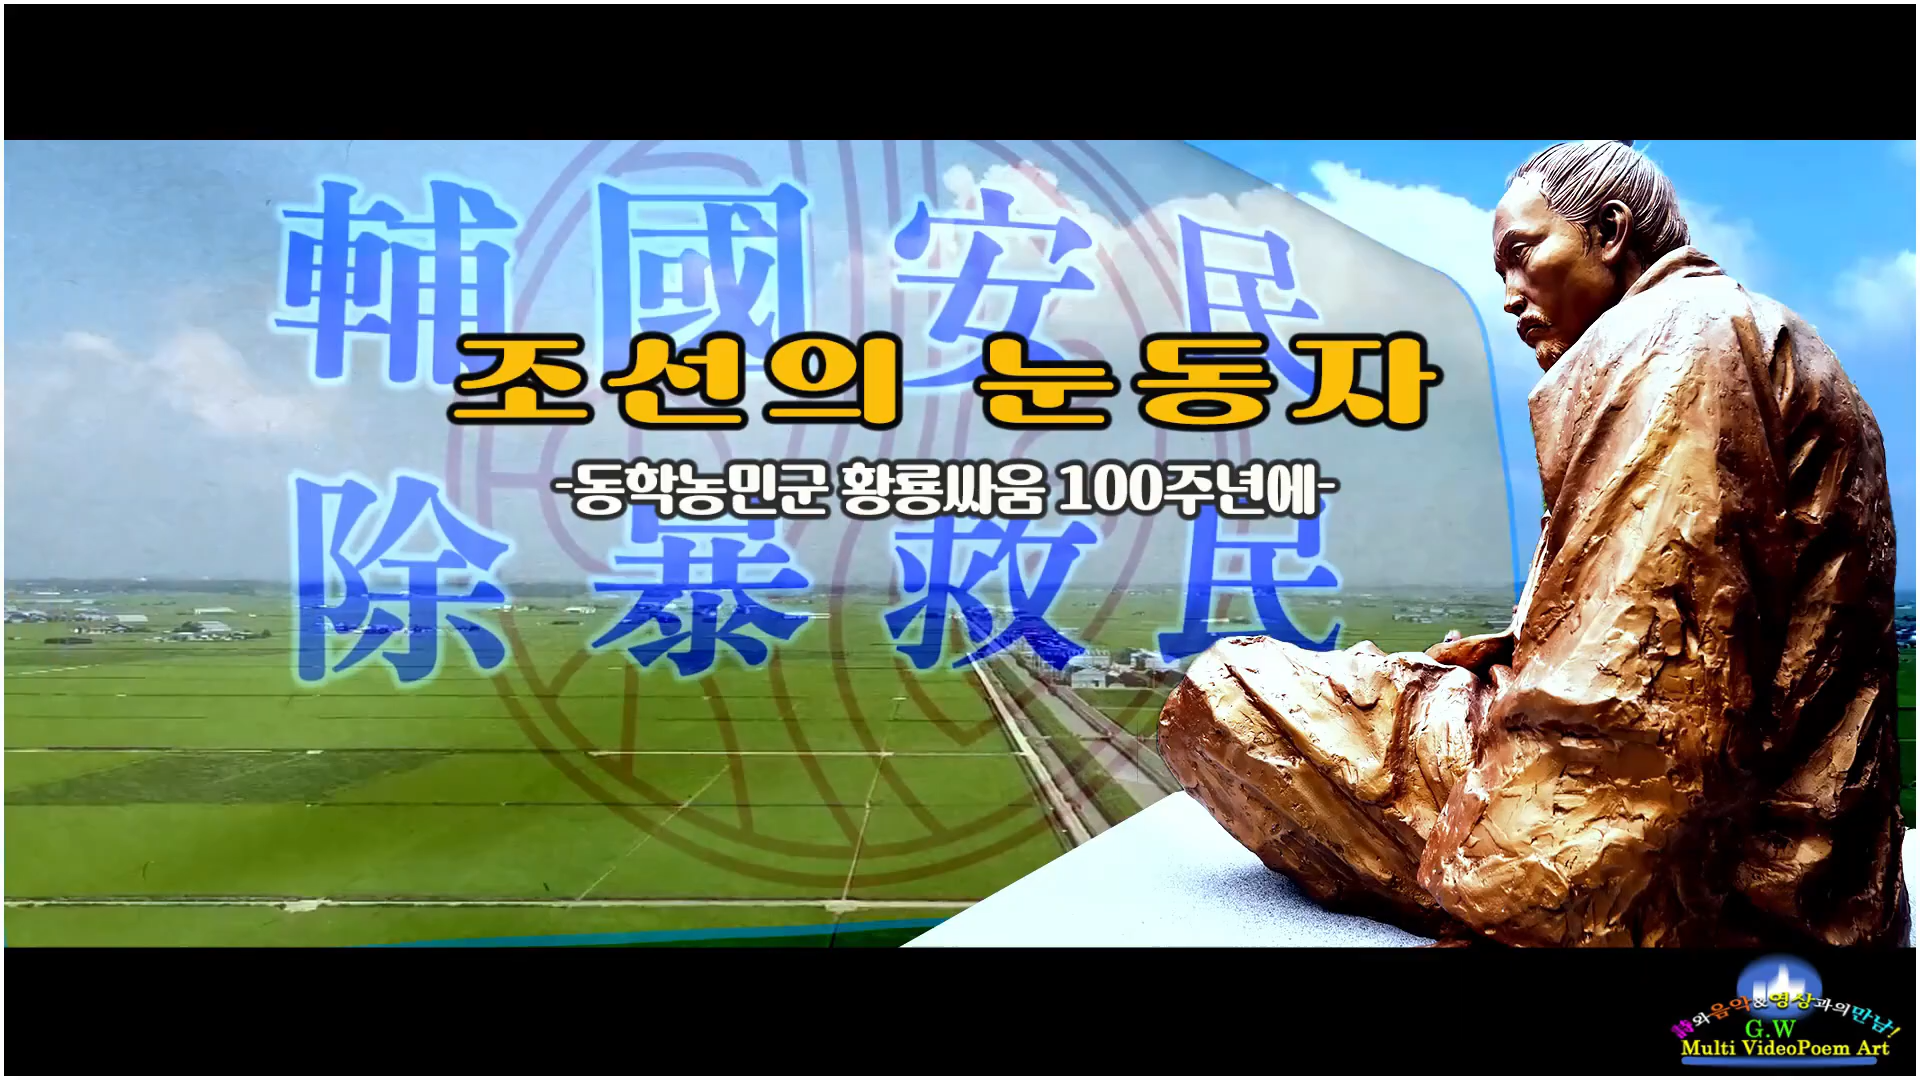 輔國安民
조선의 눈동자
-동학농민군 황룡싸움 100주년에-
除暴救民
詩와음악&영상과의만남!
G.W
Multi VideoPoem Art